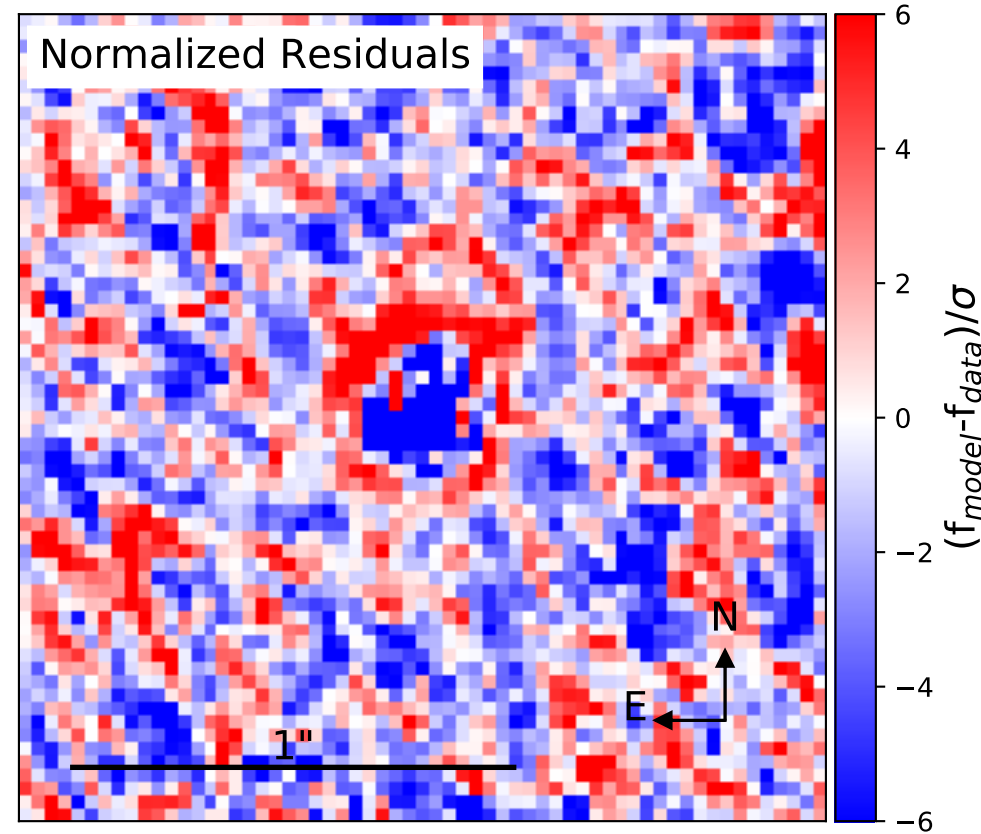 Normalized Residuals
6
4
2
0
−2
−4
−6
(f_model-f_data)/σ
N
E
1"